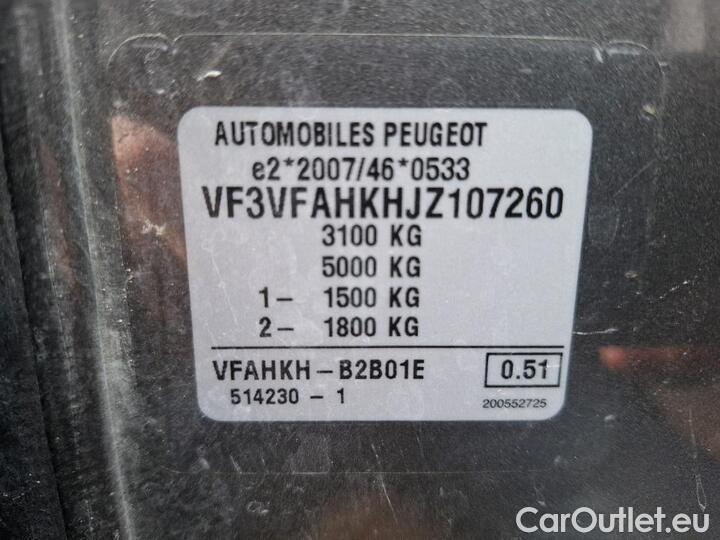 AUTOMOBILES PEUGEOT
e2*2007/46*0533
VF3VFAHKHJZ107260
3100 KG
5000 KG
1- 1500 KG
2- 1800 KG
VFAHKH-B2B01E 0.51
514230 - 1 200552725
CarOutlet.eu